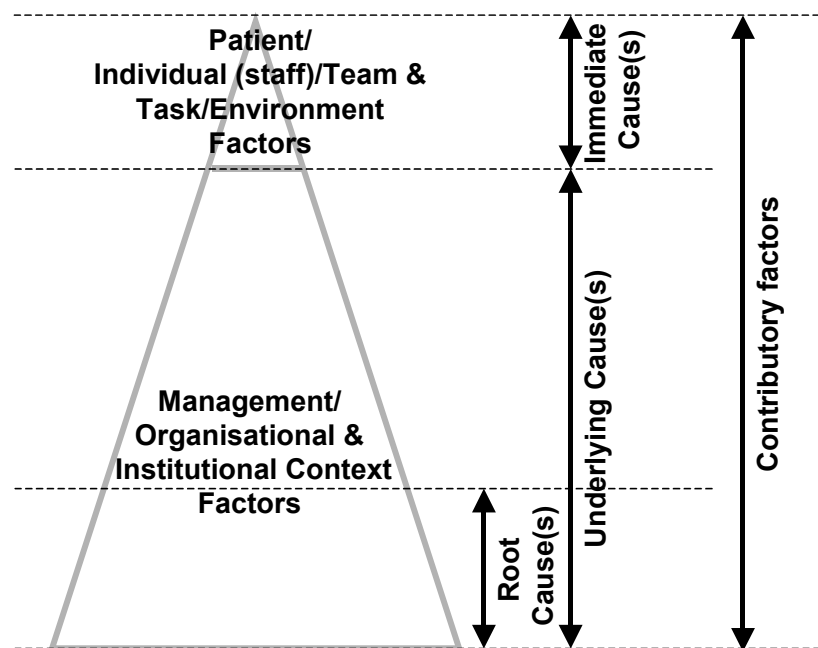 Patient/
Individual (staff)/Team &
Task/Environment
Factors
Immediate
Cause(s)
Management/
Organisational &
Institutional Context
Factors
Root
Cause(s)
Underlying Cause(s)
Contributory factors